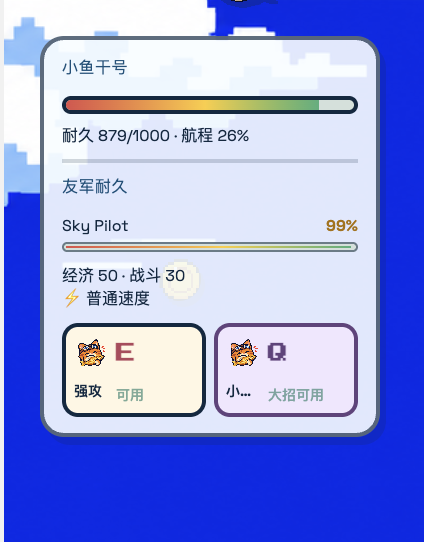 小鱼干号
耐久 879/1000 · 航程 26%
友军耐久
Sky Pilot 99%
经济 50 · 战斗 30
⚡ 普通速度
E Q
强攻 可用 小... 大招可用